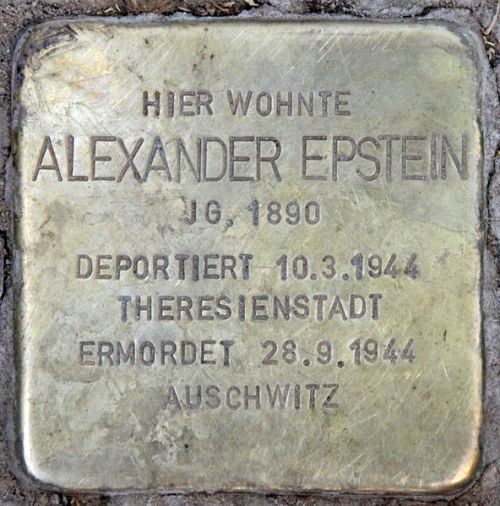 HIER WOHNTE
ALEXANDER EPSTEIN
JG. 1890
DEPORTIERT 10.3.1944
THERESIENSTADT
ERMORDET 28.9.1944
AUSCHWITZ